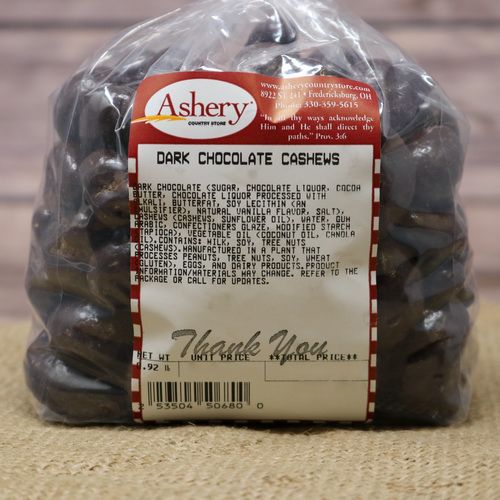 Ashery
COUNTRY STORE
www.asherycountrystore.com
8922 St. 241 • Fredericksburg, OH
Phone: 330-359-5615
"In all thy ways acknowledge
Him and He shall direct thy
paths." Prov. 3:6
DARK CHOCOLATE CASHEWS
DARK CHOCOLATE (SUGAR, CHOCOLATE LIQUOR, COCOA
BUTTER, CHOCOLATE LIQUOR PROCESSED WITH
ALKALI, BUTTERFAT, SOY LECITHIN (AN
EMULSIFIER), NATURAL VANILLA FLAVOR, SALT),
CASHEWS (CASHEWS, SUNFLOWER OIL), WATER, GUM
ARABIC, CONFECTIONERS GLAZE, MODIFIED STARCH
(TAPIOCA), VEGETABLE OIL (COCONUT OIL, CANOLA
OIL).CONTAINS: MILK, SOY, TREE NUTS
(CASHEWS).MANUFACTURED IN A PLANT THAT
PROCESSES PEANUTS, TREE NUTS, SOY, WHEAT
(GLUTEN), EGGS, AND DAIRY PRODUCTS.PRODUCT
INFORMATION/MATERIALS MAY CHANGE. REFER TO THE
PACKAGE OR CALL FOR UPDATES.
Thank You
NET WT UNIT PRICE **TOTAL PRICE**
.92 lb
2 53504 50680 0